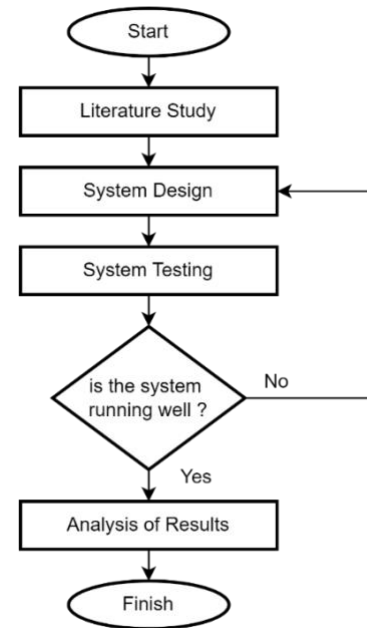 Start
Literature Study
System Design
System Testing
is the system
running well ?
No
Yes
Analysis of Results
Finish